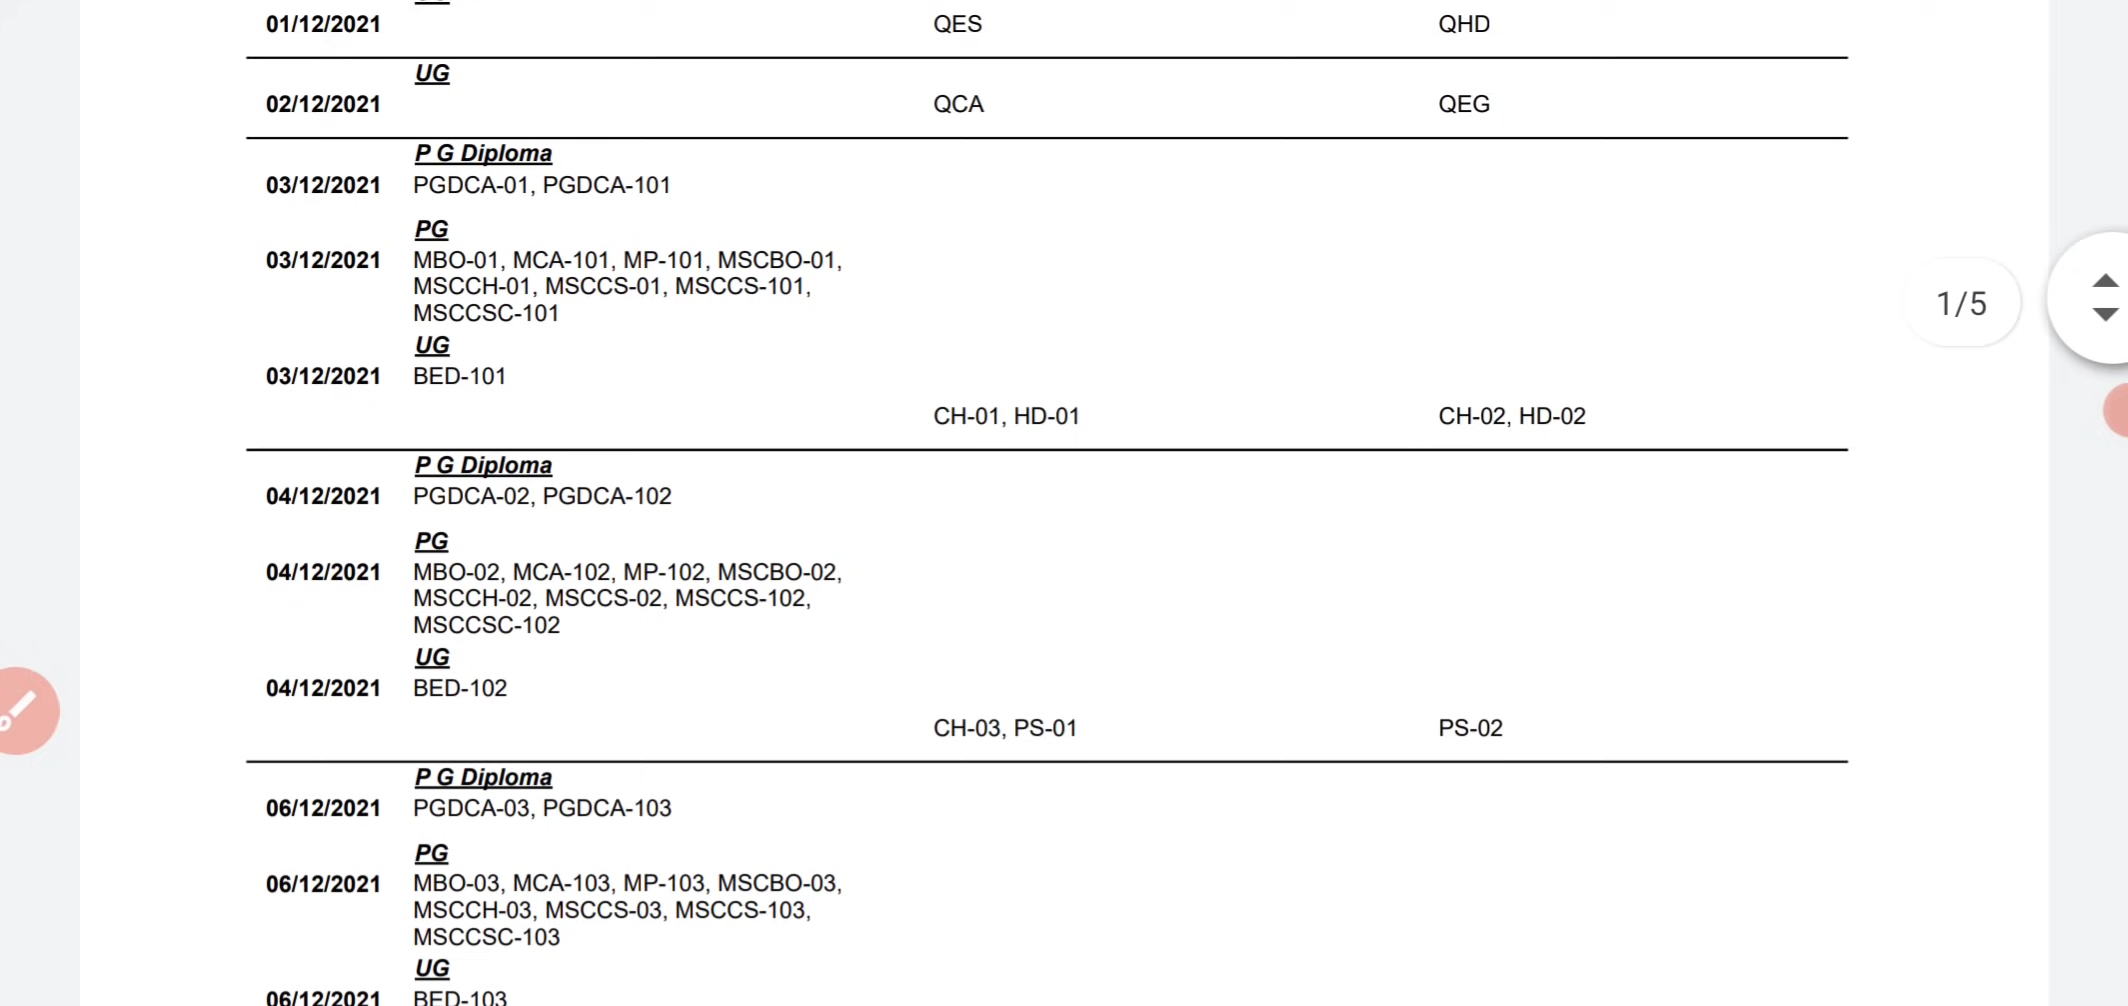 01/12/2021 QES QHD
UG
02/12/2021 QCA QEG
P G Diploma
03/12/2021 PGDCA-01, PGDCA-101
PG
03/12/2021 MBO-01, MCA-101, MP-101, MSCBO-01,
MSCCH-01, MSCCS-01, MSCCS-101,
MSCCSC-101
UG
03/12/2021 BED-101
CH-01, HD-01 CH-02, HD-02
P G Diploma
04/12/2021 PGDCA-02, PGDCA-102
PG
04/12/2021 MBO-02, MCA-102, MP-102, MSCBO-02,
MSCCH-02, MSCCS-02, MSCCS-102,
MSCCSC-102
UG
04/12/2021 BED-102
CH-03, PS-01 PS-02
P G Diploma
06/12/2021 PGDCA-03, PGDCA-103
PG
06/12/2021 MBO-03, MCA-103, MP-103, MSCBO-03,
MSCCH-03, MSCCS-03, MSCCS-103,
MSCCSC-103
UG
06/12/2021 BED-103
1/5